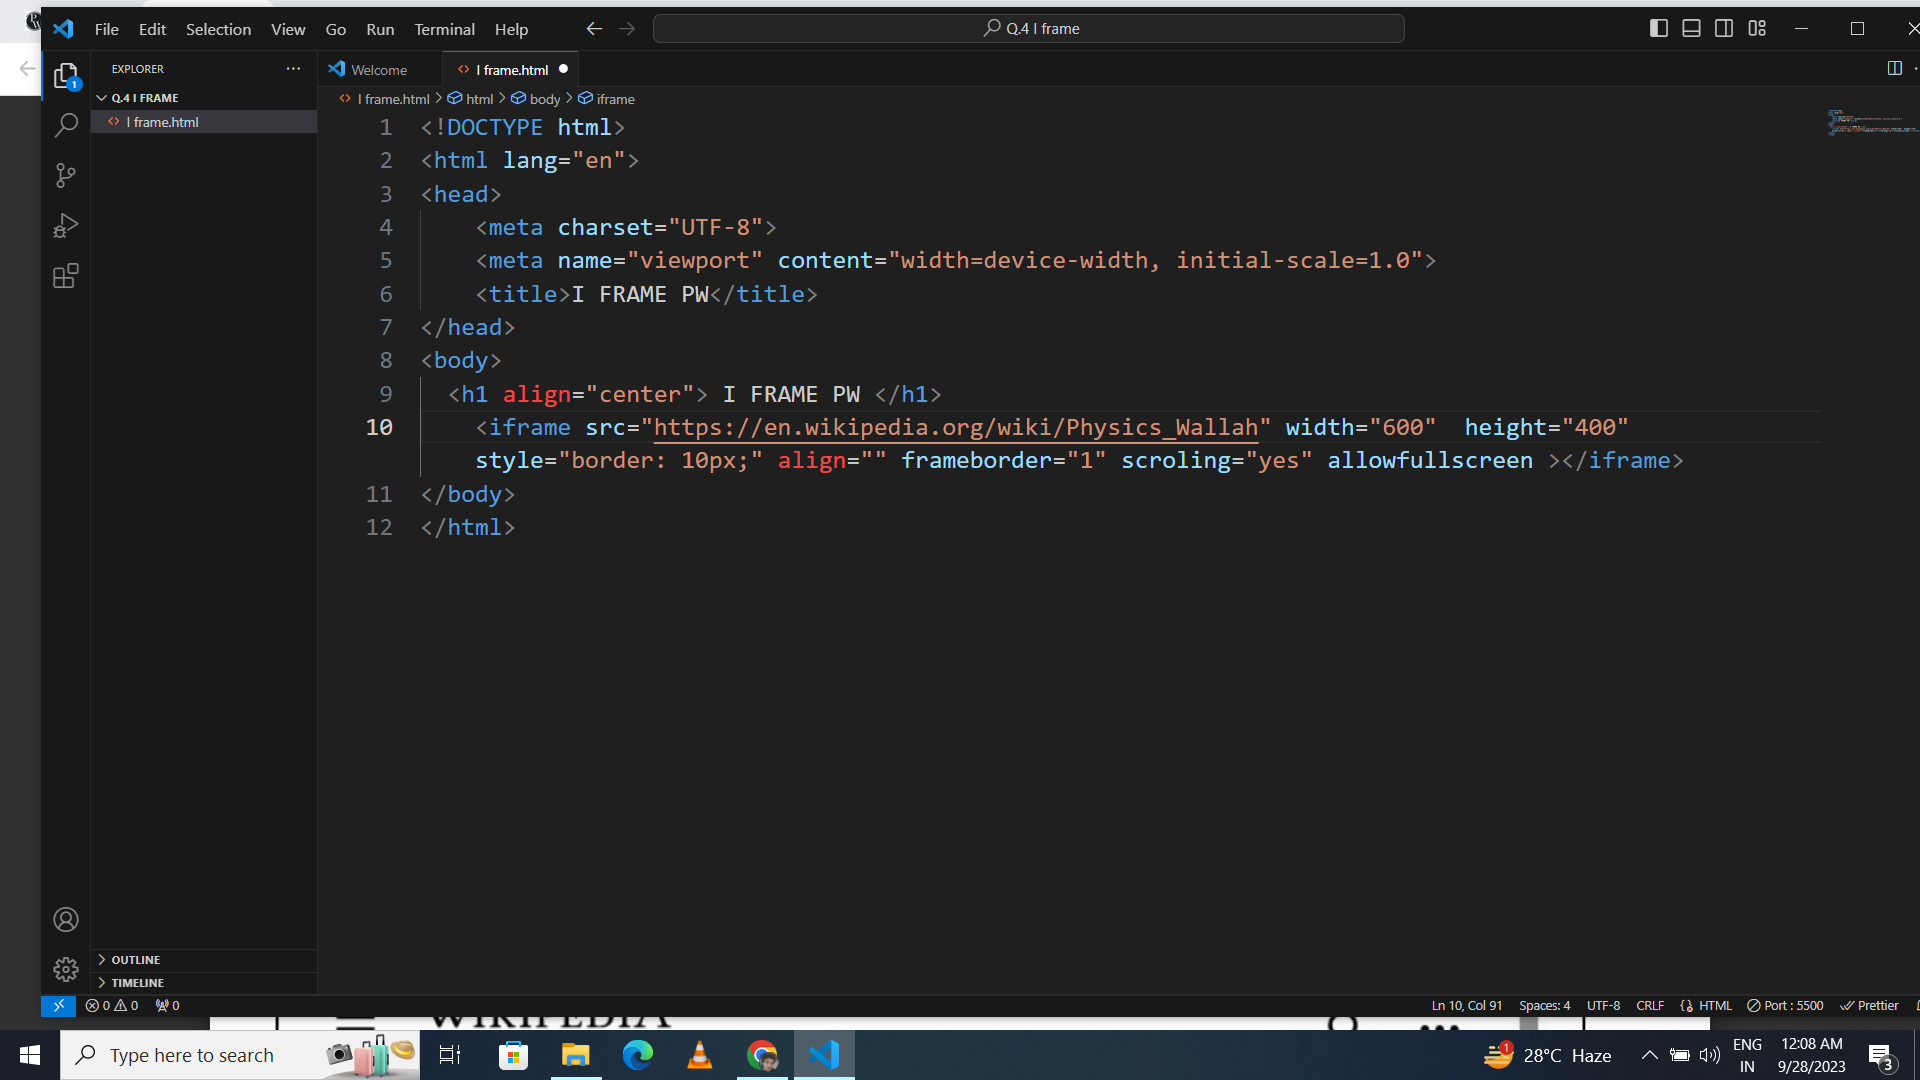 File Edit Selection View Go Run Terminal Help
Q.4 I frame
EXPLORER
Welcome
I frame.html
Q.4 I FRAME
I frame.html > html > body > iframe
I frame.html
1 <!DOCTYPE html>
2 <html lang="en">
3 <head>
4 <meta charset="UTF-8">
5 <meta name="viewport" content="width=device-width, initial-scale=1.0">
6 <title>I FRAME PW</title>
7 </head>
8 <body>
9 <h1 align="center"> I FRAME PW </h1>
10 <iframe src="https://en.wikipedia.org/wiki/Physics_Wallah" width="600"  height="400"
style="border: 10px;" align="" frameborder="1" scroling="yes" allowfullscreen ></iframe>
11 </body>
12 </html>
1
OUTLINE
TIMELINE
0 0 0
Ln 10, Col 91 Spaces: 4 UTF-8 CRLF {} HTML Port : 5500 Prettier
WIKIPEDIA
Type here to search
1 28°C Haze
ENG
IN
12:08 AM
9/28/2023
3